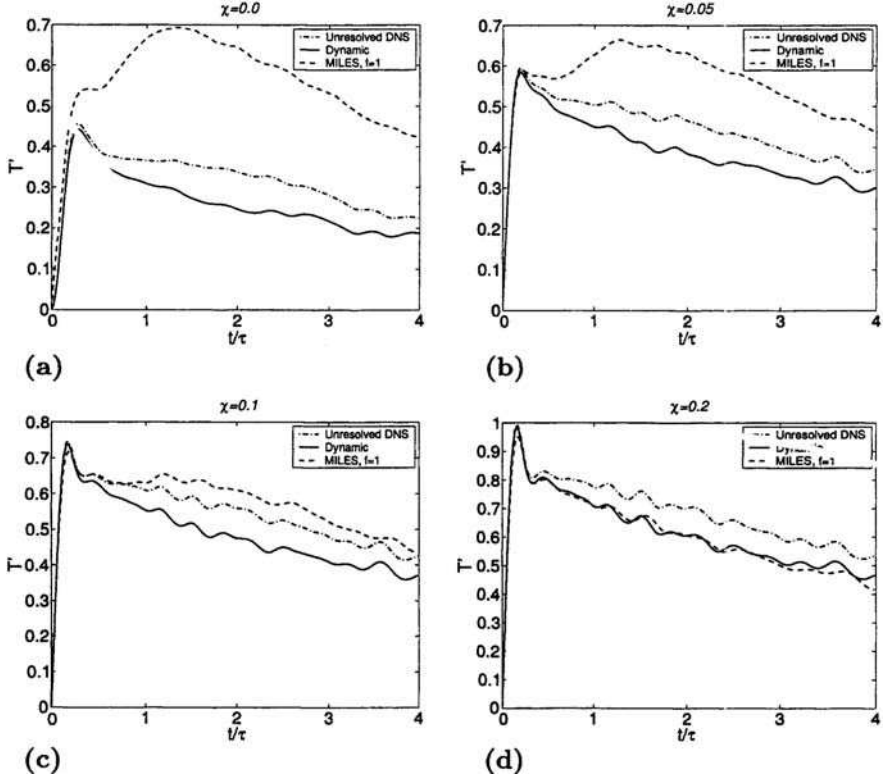 χ=0.0
0.7
0.6
0.5
0.4
0.3
0.2
0.1
0
T'
0 1 2 3 4
t/τ
Unresolved DNS
Dynamic
MILES, f=1
(a)
χ=0.05
0.7
0.6
0.5
0.4
0.3
0.2
0.1
0
T'
0 1 2 3 4
t/τ
Unresolved DNS
Dynamic
MILES, f=1
(b)
χ=0.1
0.8
0.7
0.6
0.5
0.4
0.3
0.2
0.1
0
T'
0 1 2 3 4
t/τ
Unresolved DNS
Dynamic
MILES, f=1
(c)
χ=0.2
1
0.9
0.8
0.7
0.6
0.5
0.4
0.3
0.2
0.1
0
T'
0 1 2 3 4
t/τ
Unresolved DNS
MILES, f=1
(d)